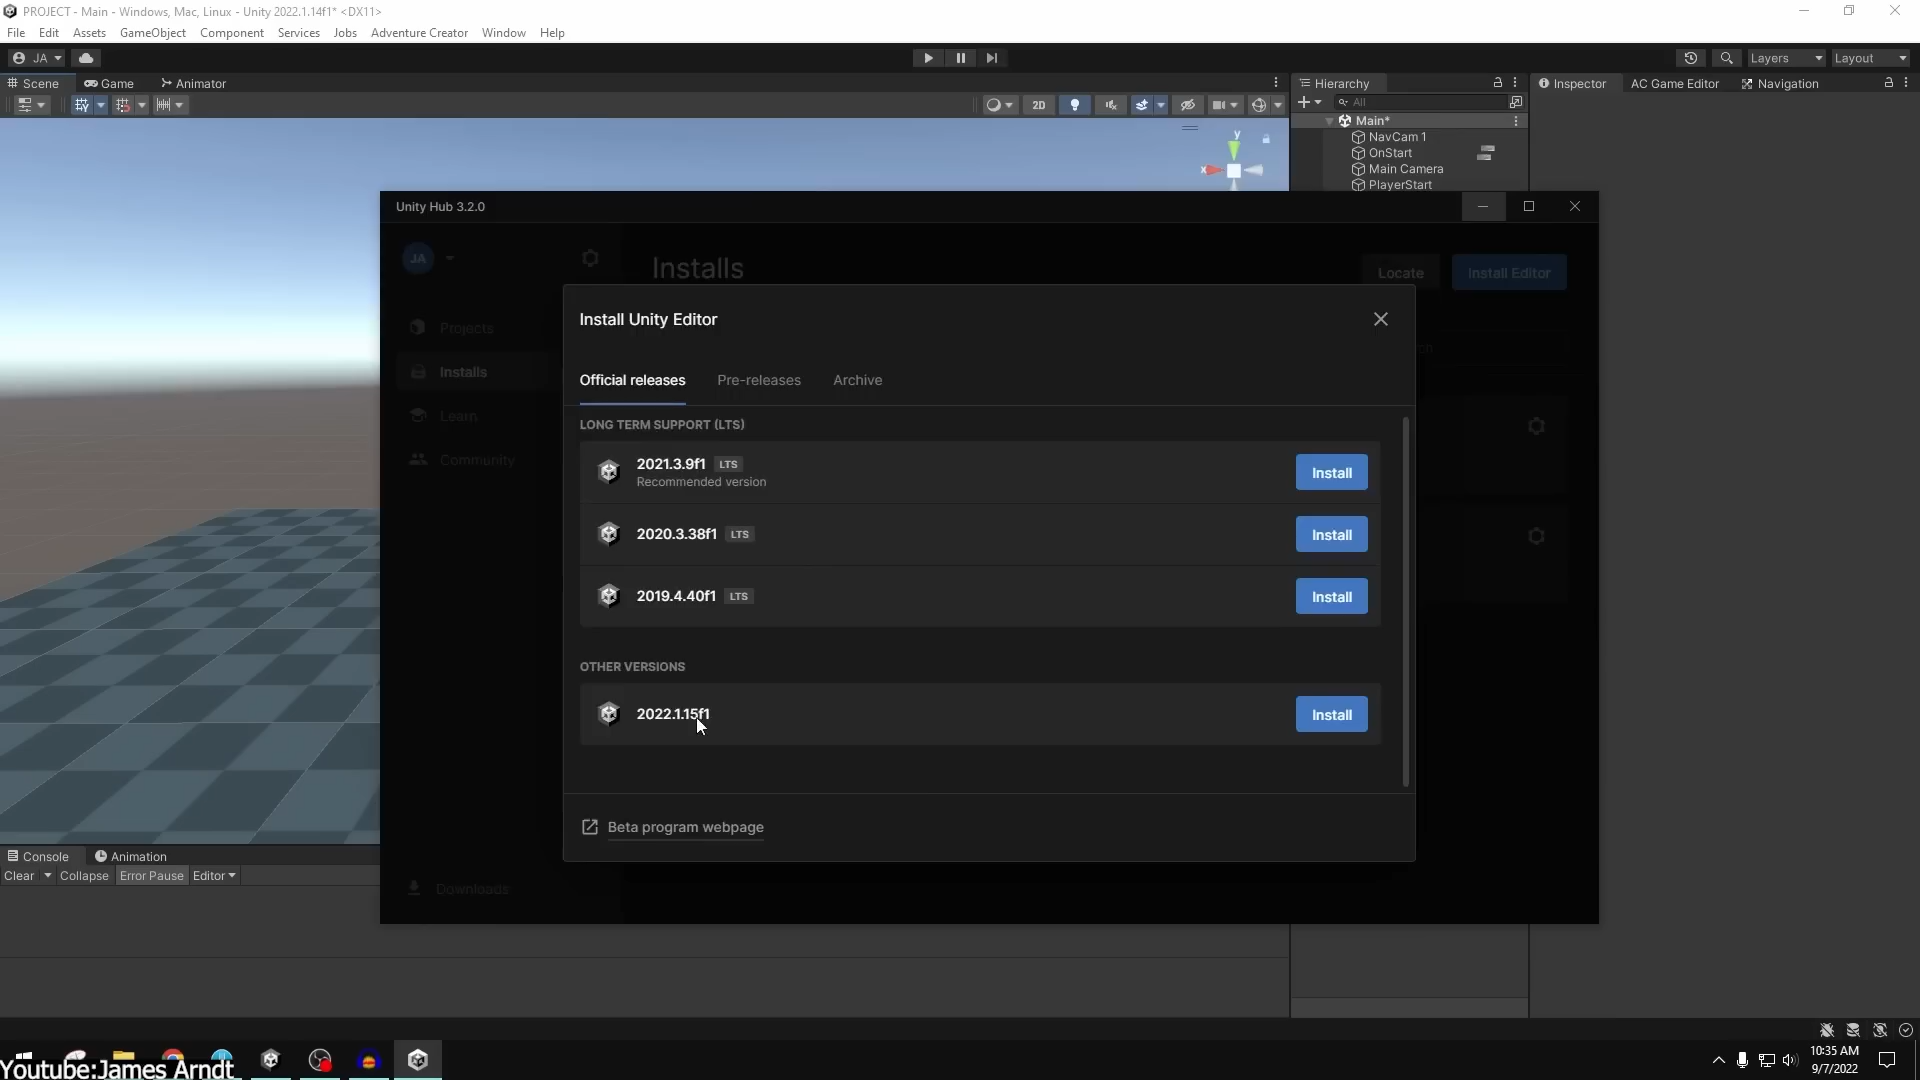 PROJECT - Main - Windows, Mac, Linux - Unity 2022.1.14f1* <DX11>
File Edit Assets GameObject Component Services Jobs Adventure Creator Window Help
JA
Layers
Layout
Scene
Game
Animator
Hierarchy
Inspector
AC Game Editor
Navigation
2D
All
Main*
NavCam 1
OnStart
Main Camera
PlayerStart
y
x
Unity Hub 3.2.0
JA
Installs
Locate
Install Editor
Projects
Installs
Learn
Community
Downloads
Install Unity Editor
Official releases
Pre-releases
Archive
LONG TERM SUPPORT (LTS)
2021.3.9f1 LTS
Recommended version
Install
2020.3.38f1 LTS
Install
2019.4.40f1 LTS
Install
OTHER VERSIONS
2022.1.15f1
Install
Beta program webpage
Console
Animation
Clear
Collapse
Error Pause
Editor
Youtube:James Arndt
10:35 AM
9/7/2022